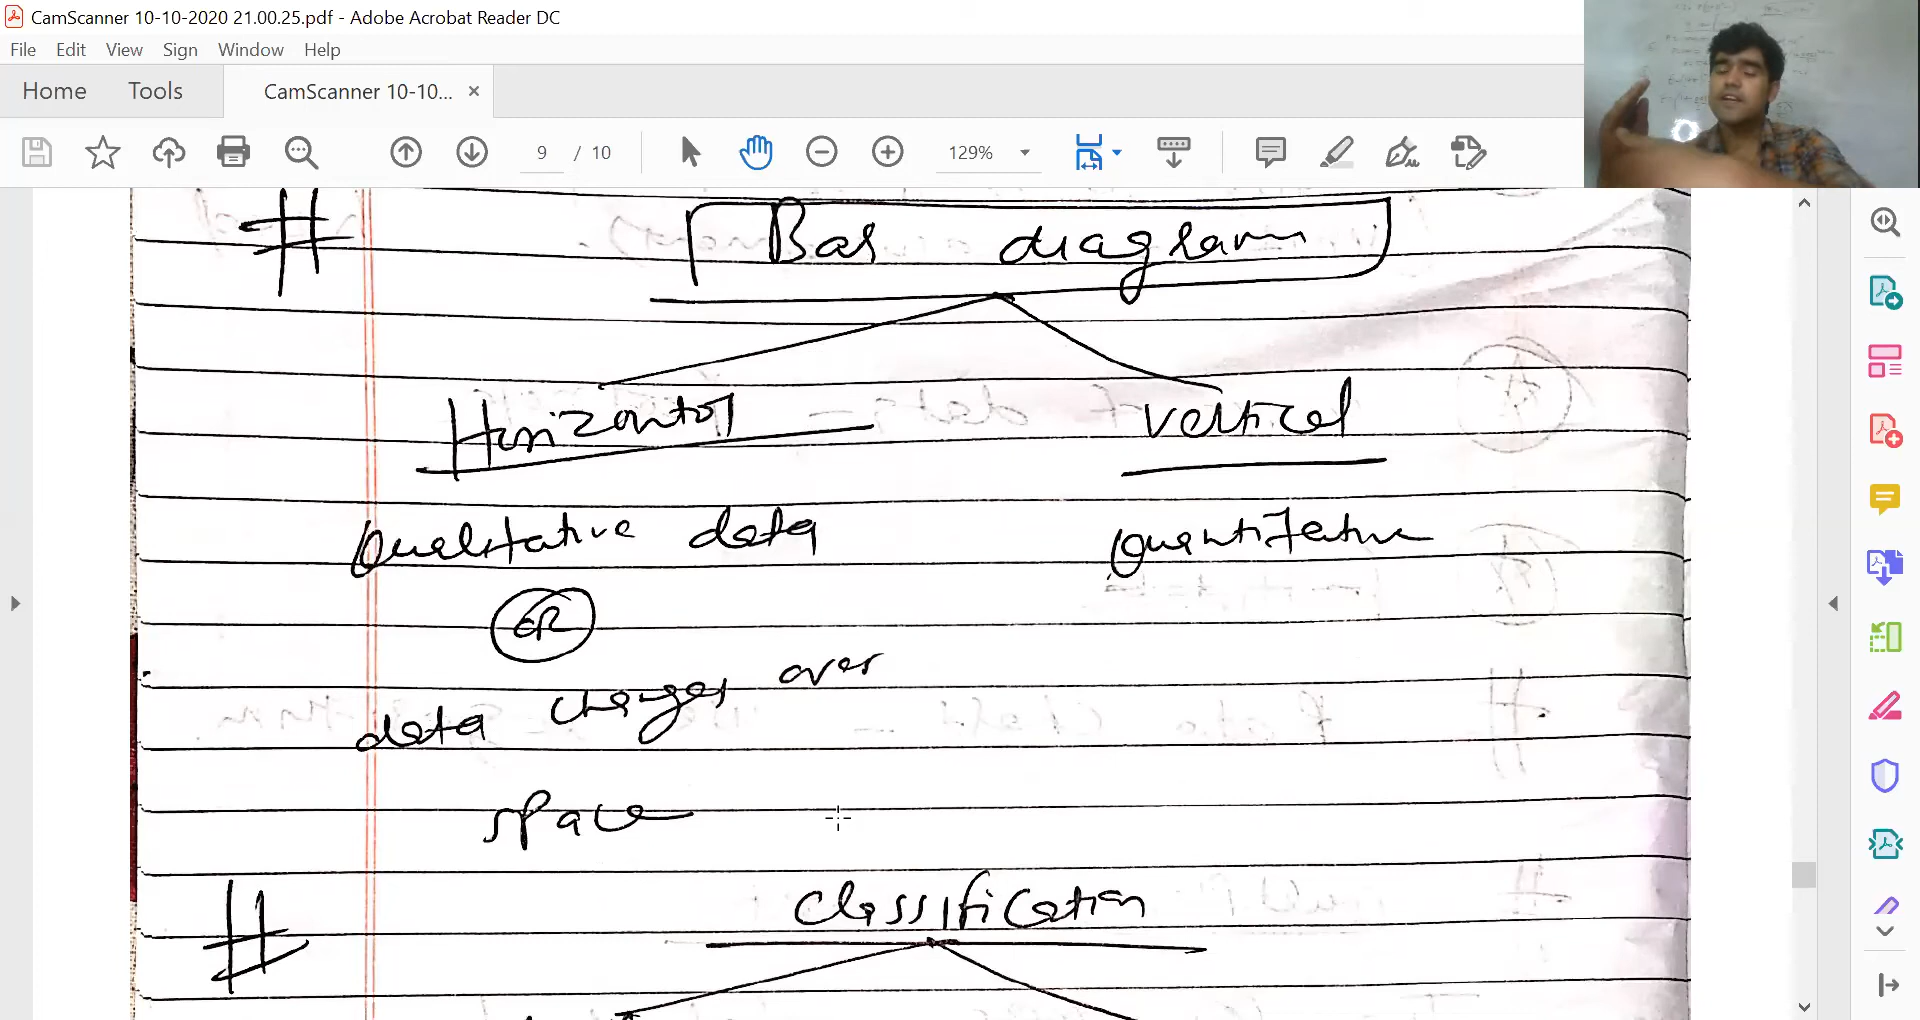 CamScanner 10-10-2020 21.00.25.pdf - Adobe Acrobat Reader DC
File Edit View Sign Window Help
Home Tools CamScanner 10-10... ×
9 / 10 129%
# Bar diagram
Horizontal Vertical
Qualitative data Quantitative
OR
data changes over
space
# Classification